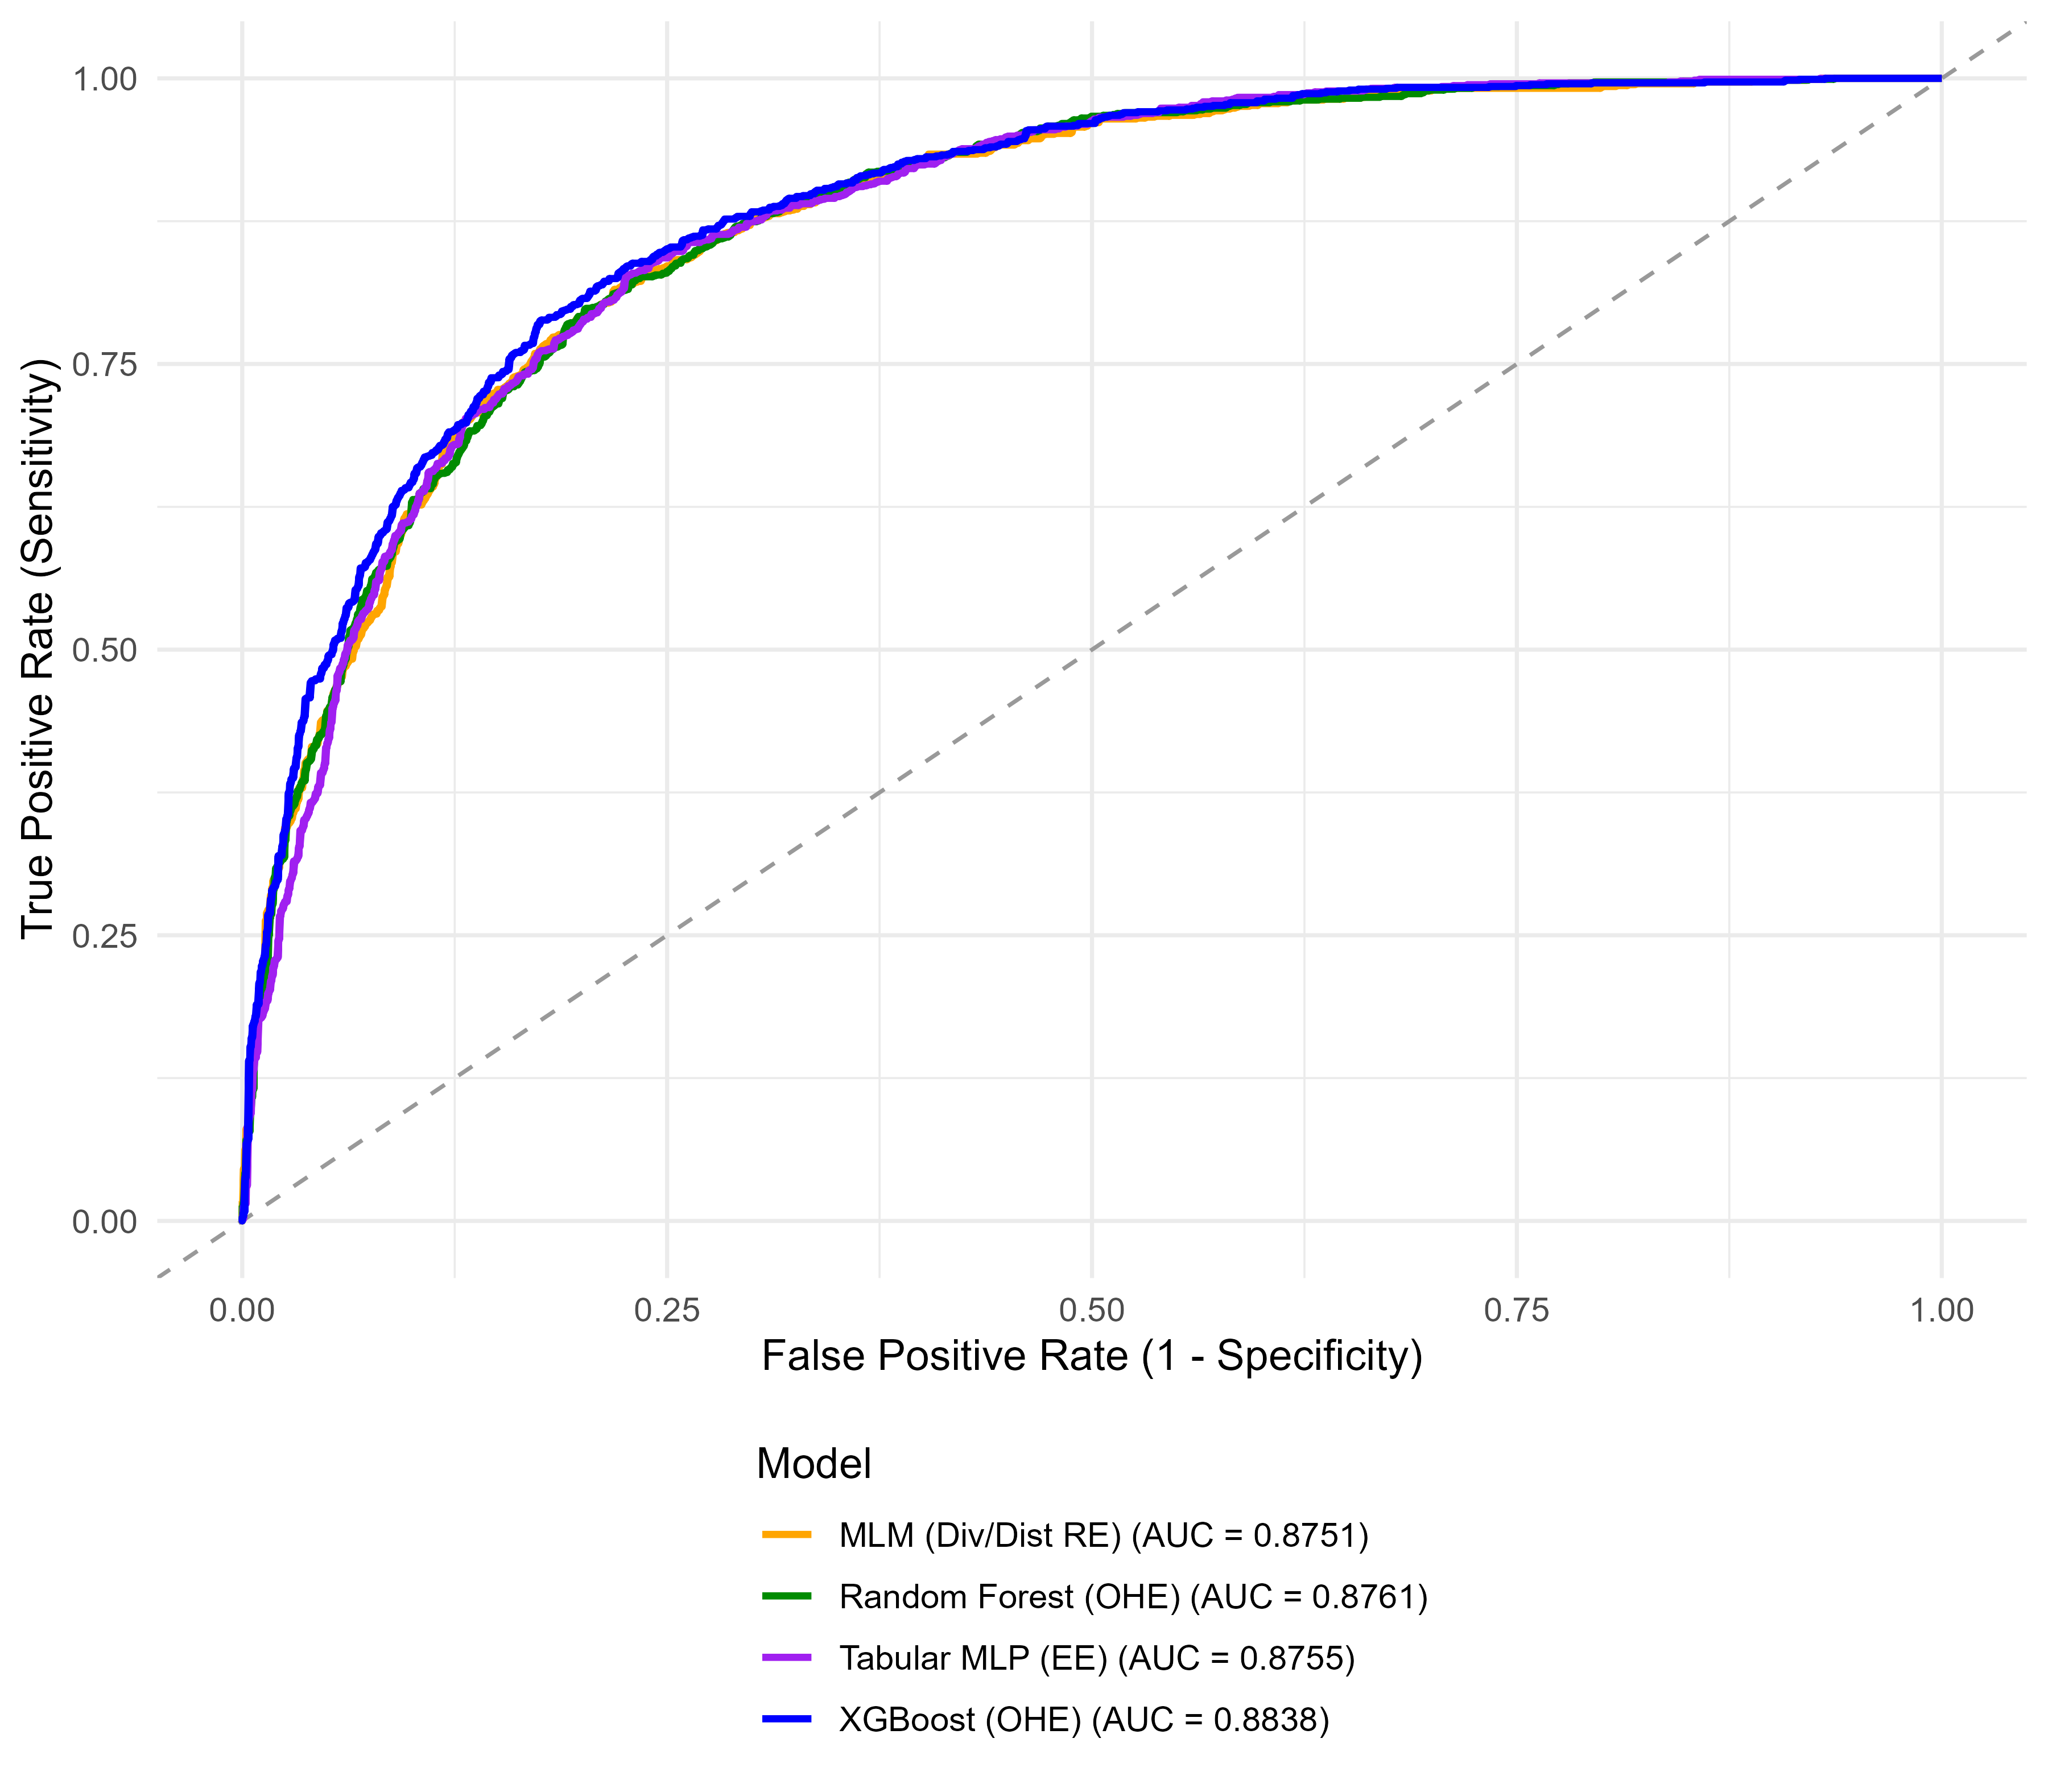 True Positive Rate (Sensitivity)
1.00
0.75
0.50
0.25
0.00
0.00 0.25 0.50 0.75 1.00
False Positive Rate (1 - Specificity)
Model
MLM (Div/Dist RE) (AUC = 0.8751)
Random Forest (OHE) (AUC = 0.8761)
Tabular MLP (EE) (AUC = 0.8755)
XGBoost (OHE) (AUC = 0.8838)